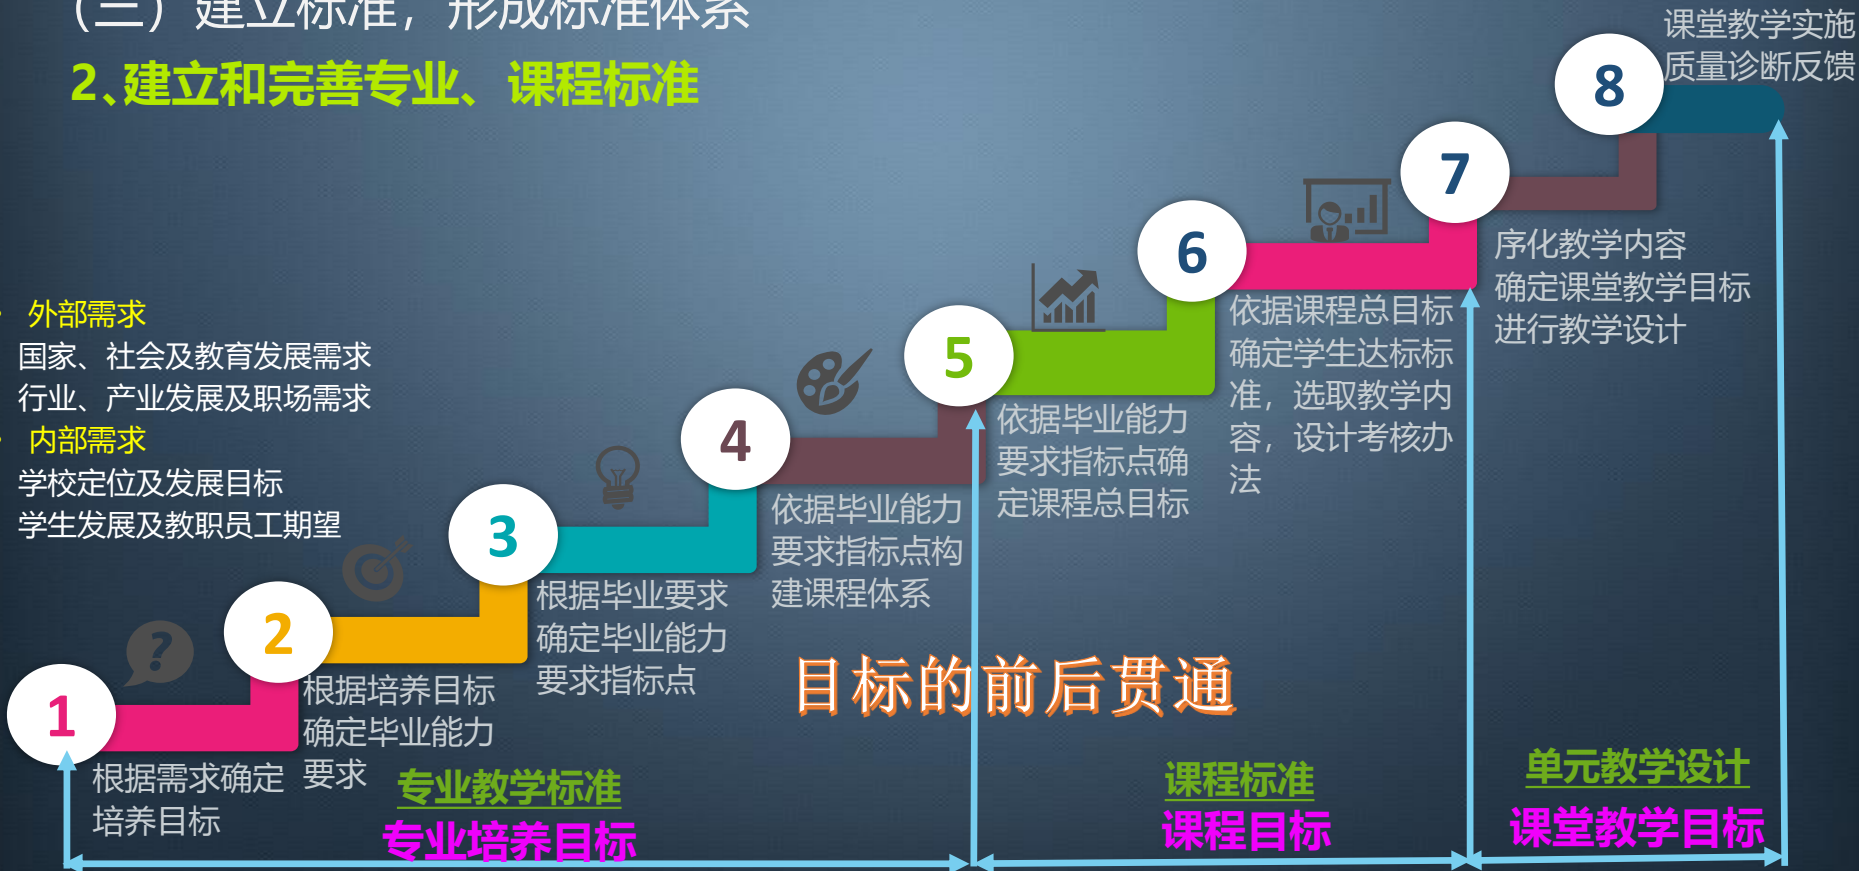 （三）建立标准，形成标准体系
2、建立和完善专业、课程标准
• 外部需求
国家、社会及教育发展需求
行业、产业发展及职场需求
• 内部需求
学校定位及发展目标
学生发展及教职员工期望
1
根据需求确定
培养目标
2
根据培养目标
确定毕业能力
要求
3
根据毕业要求
确定毕业能力
要求指标点
4
依据毕业能力
要求指标点构
建课程体系
5
依据毕业能力
要求指标点确
定课程总目标
6
依据课程总目标
确定学生达标标
准，选取教学内
容，设计考核办
法
7
序化教学内容
确定课堂教学目标
进行教学设计
8
课堂教学实施
质量诊断反馈
?
目标的前后贯通
专业教学标准
专业培养目标
课程标准
课程目标
单元教学设计
课堂教学目标